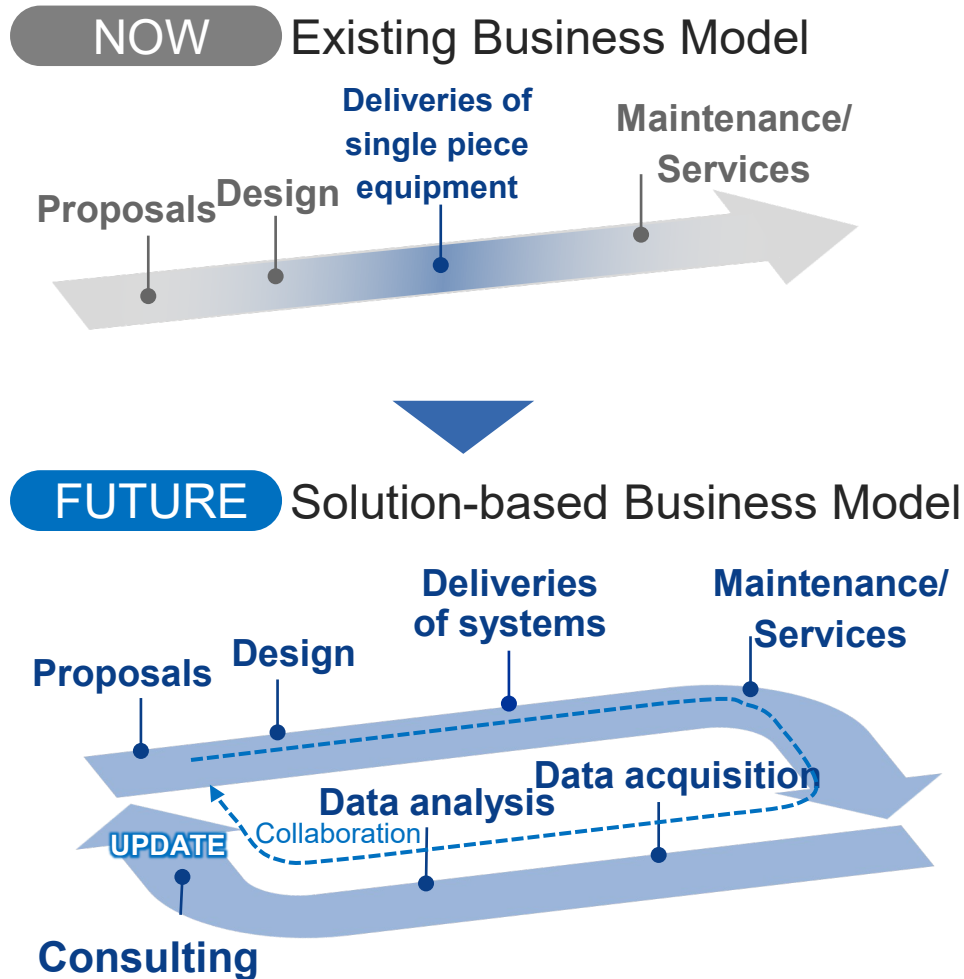 NOW Existing Business Model
Deliveries of
single piece
equipment
Maintenance/
Services
Proposals
Design
FUTURE Solution-based Business Model
Deliveries
of systems
Maintenance/
Services
Proposals
Design
Data acquisition
Data analysis
Collaboration
UPDATE
Consulting